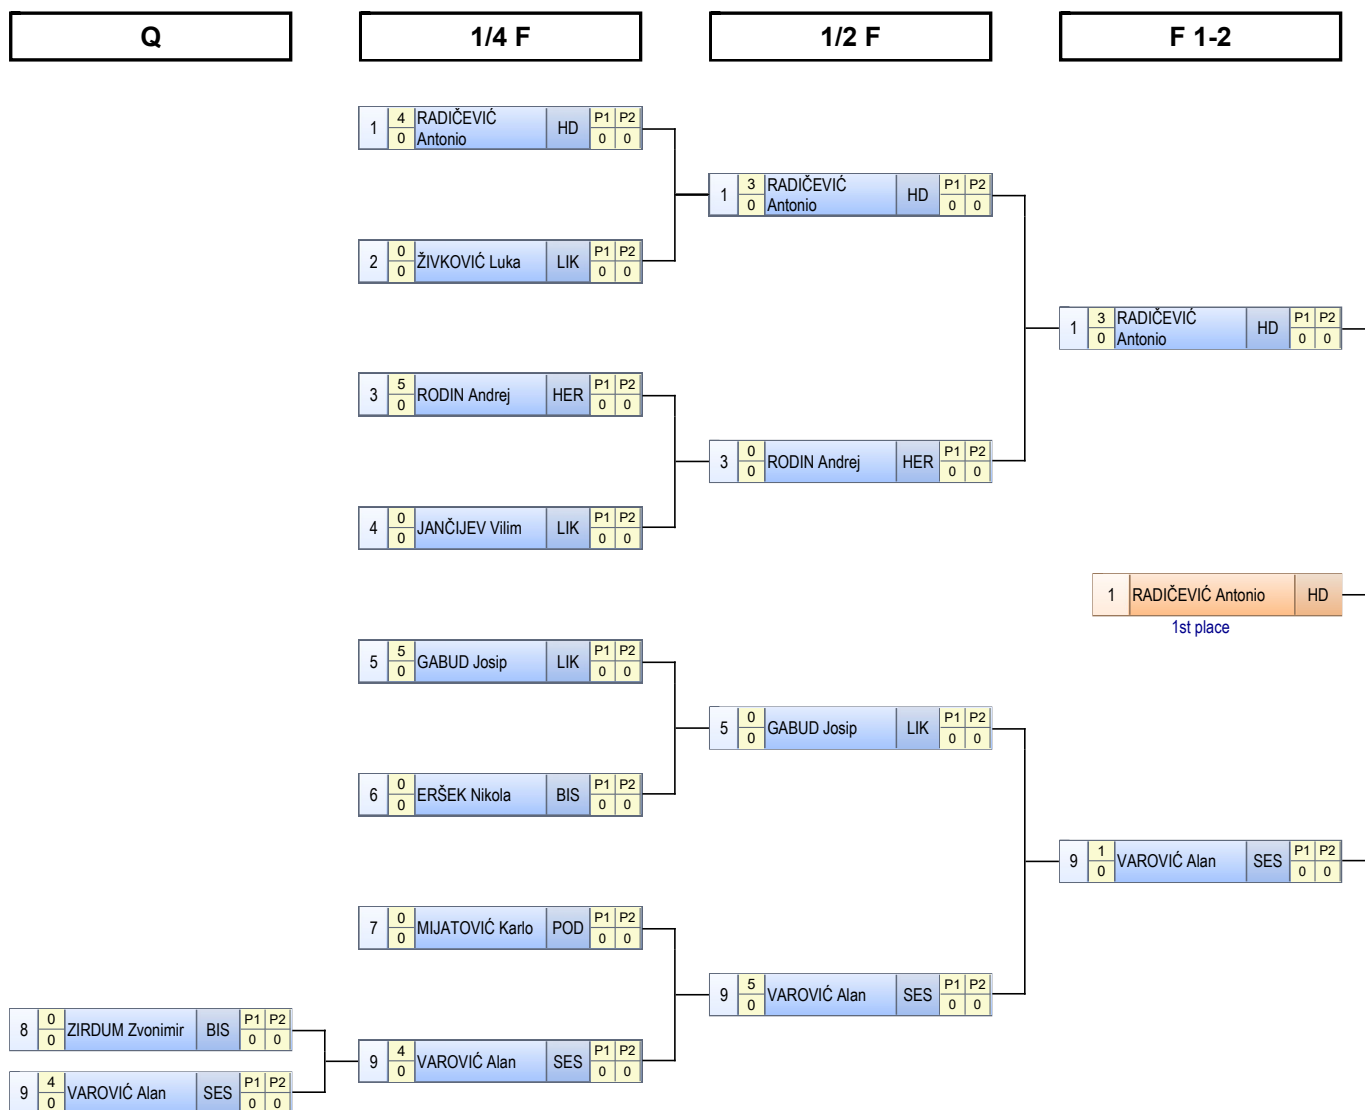 Q
1/4 F
1/2 F
F 1-2
1 4 0 RADIČEVIĆ Antonio HD P1 P2 0 0
2 0 0 ŽIVKOVIĆ Luka LIK P1 P2 0 0
3 5 0 RODIN Andrej HER P1 P2 0 0
4 0 0 JANČIJEV Vilim LIK P1 P2 0 0
5 5 0 GABUD Josip LIK P1 P2 0 0
6 0 0 ERŠEK Nikola BIS P1 P2 0 0
7 0 0 MIJATOVIĆ Karlo POD P1 P2 0 0
8 0 0 ZIRDUM Zvonimir BIS P1 P2 0 0
9 4 0 VAROVIĆ Alan SES P1 P2 0 0
9 4 0 VAROVIĆ Alan SES P1 P2 0 0
1 3 0 RADIČEVIĆ Antonio HD P1 P2 0 0
3 0 0 RODIN Andrej HER P1 P2 0 0
5 0 0 GABUD Josip LIK P1 P2 0 0
9 5 0 VAROVIĆ Alan SES P1 P2 0 0
1 3 0 RADIČEVIĆ Antonio HD P1 P2 0 0
1 RADIČEVIĆ Antonio HD
1st place
9 1 0 VAROVIĆ Alan SES P1 P2 0 0